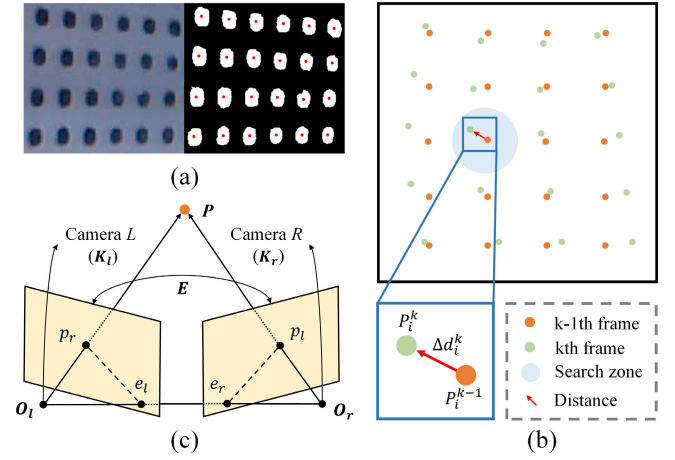 (a)
P
Camera L
(K_l)
Camera R
(K_r)
E
p_r
p_l
e_l
e_r
O_l
O_r
(c)
P_i^k
Δd_i^k
P_i^{k-1}
k-1th frame
kth frame
Search zone
Distance
(b)